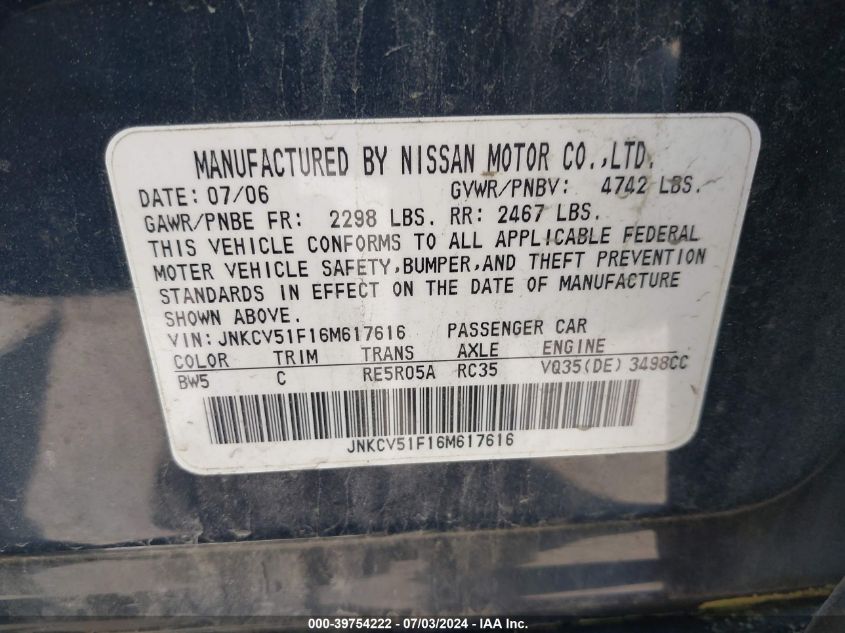 MANUFACTURED BY NISSAN MOTOR CO.,LTD.
DATE: 07/06 GVWR/PNBV: 4742 LBS.
GAWR/PNBE FR: 2298 LBS. RR: 2467 LBS.
THIS VEHICLE CONFORMS TO ALL APPLICABLE FEDERAL
MOTER VEHICLE SAFETY,BUMPER,AND THEFT PREVENTION
STANDARDS IN EFFECT ON THE DATE OF MANUFACTURE
SHOWN ABOVE.
VIN: JNKCV51F16M617616 PASSENGER CAR
COLOR TRIM TRANS AXLE ENGINE
BW5 C RE5R05A RC35 VQ35(DE) 3498CC
JNKCV51F16M617616
000-39754222 - 07/03/2024 - IAA Inc.